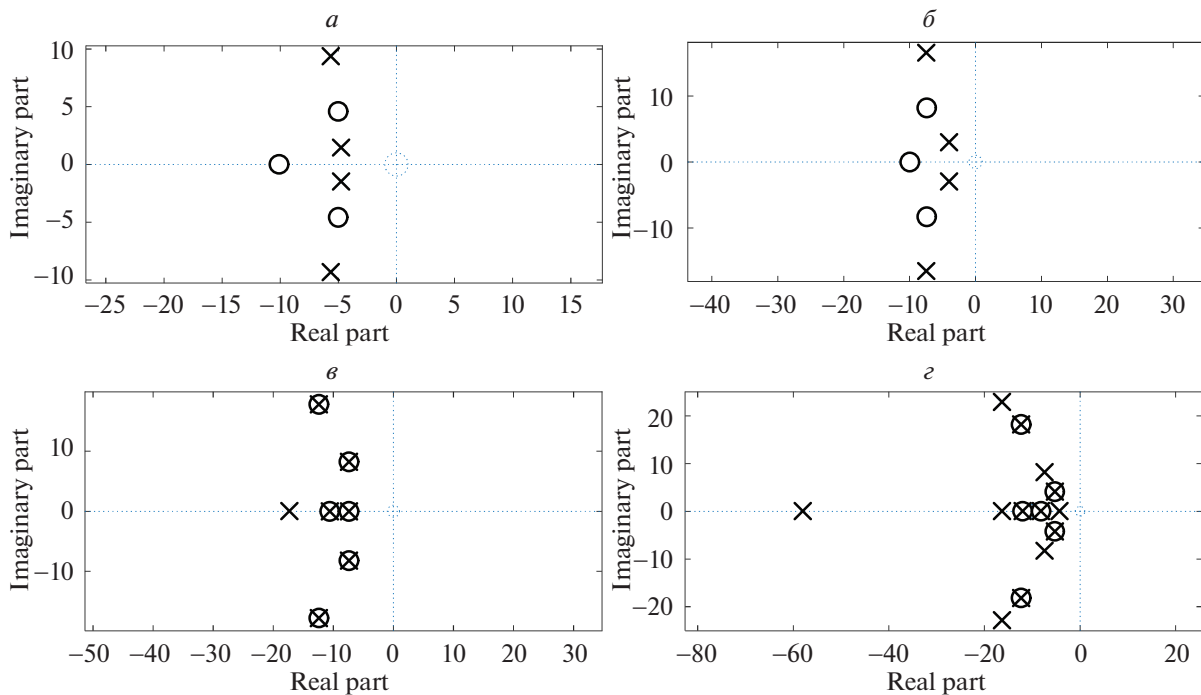 а
10
5
0
−5
−10
−25 −20 −15 −10 −5 0 5 10 15
Real part
Imaginary part
б
10
0
−10
−40 −30 −20 −10 0 10 20 30
Real part
Imaginary part
в
10
0
−10
−50 −40 −30 −20 −10 0 10 20 30
Real part
Imaginary part
г
20
10
0
−10
−20
−80 −60 −40 −20 0 20
Real part
Imaginary part